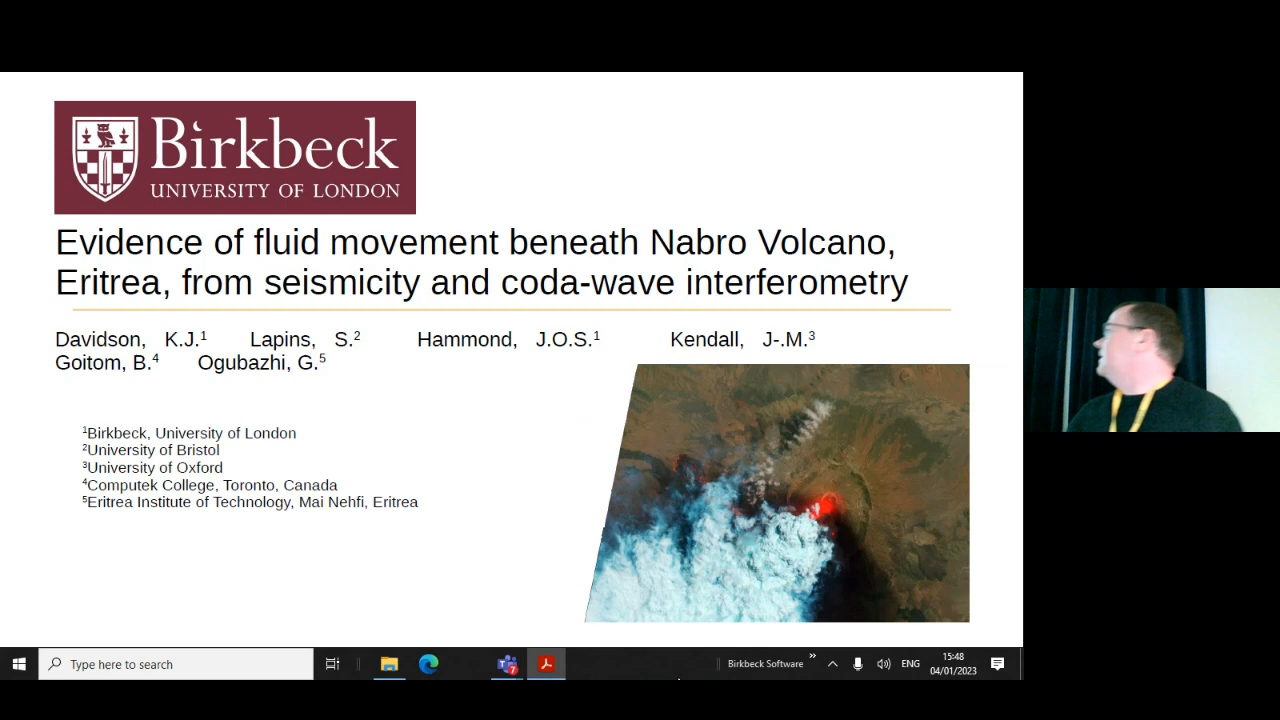 Birkbeck
UNIVERSITY OF LONDON
Evidence of fluid movement beneath Nabro Volcano,
Eritrea, from seismicity and coda-wave interferometry
Davidson, K.J.¹ Lapins, S.² Hammond, J.O.S.¹ Kendall, J-.M.³
Goitom, B.⁴ Ogubazhi, G.⁵
¹Birkbeck, University of London
²University of Bristol
³University of Oxford
⁴Computek College, Toronto, Canada
⁵Eritrea Institute of Technology, Mai Nehfi, Eritrea
Type here to search
7
Birkbeck Software
»
ENG
15:48
04/01/2023